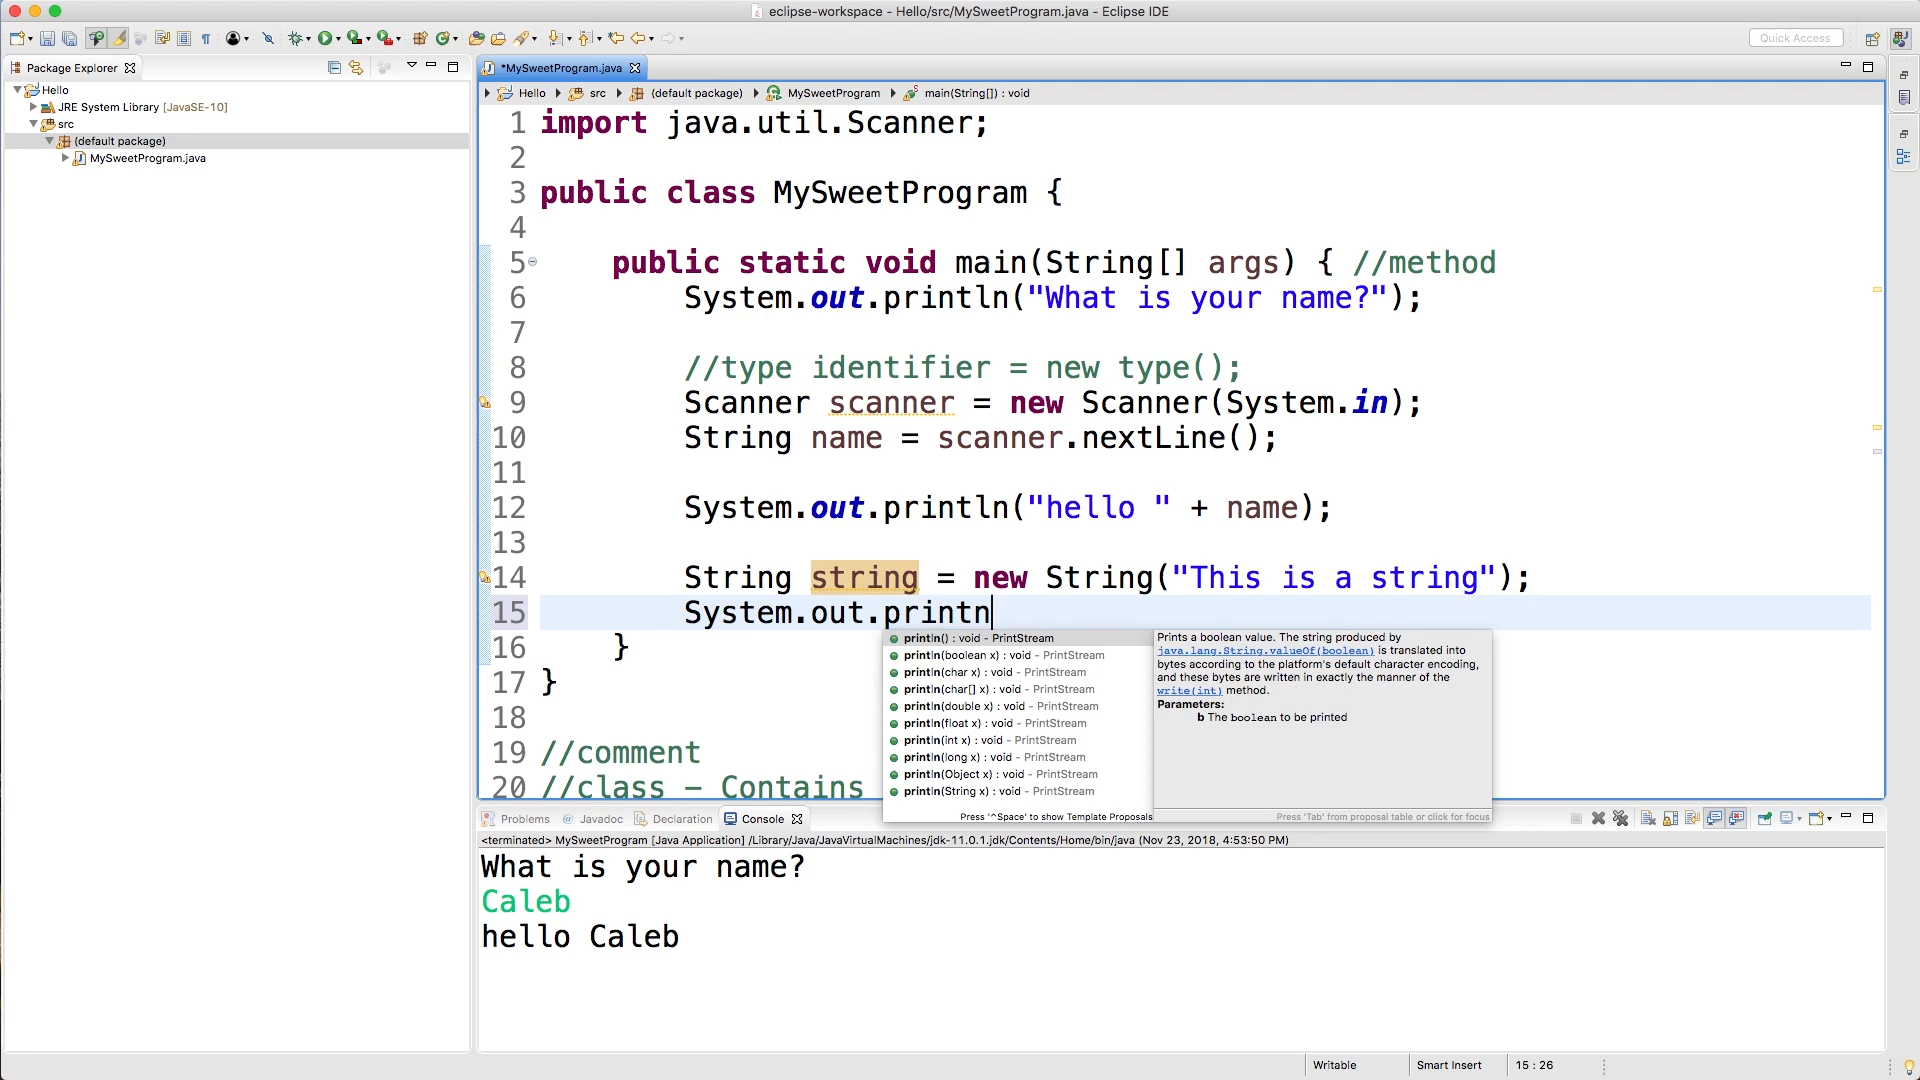 eclipse-workspace - Hello/src/MySweetProgram.java - Eclipse IDE
Quick Access
Package Explorer
Hello
JRE System Library [JavaSE-10]
src
(default package)
MySweetProgram.java
*MySweetProgram.java
Hello src (default package) MySweetProgram main(String[]) : void
1 import java.util.Scanner;
2
3 public class MySweetProgram {
4
5 public static void main(String[] args) { //method
6 System.out.println("What is your name?");
7
8 //type identifier = new type();
9 Scanner scanner = new Scanner(System.in);
10 String name = scanner.nextLine();
11
12 System.out.println("hello " + name);
13
14 String string = new String("This is a string");
15 System.out.printn
16 }
17 }
18
19 //comment
20 //class - Contains
println() : void - PrintStream
println(boolean x) : void - PrintStream
println(char x) : void - PrintStream
println(char[] x) : void - PrintStream
println(double x) : void - PrintStream
println(float x) : void - PrintStream
println(int x) : void - PrintStream
println(long x) : void - PrintStream
println(Object x) : void - PrintStream
println(String x) : void - PrintStream
Press '^Space' to show Template Proposals
Prints a boolean value. The string produced by
java.lang.String.valueOf(boolean) is translated into
bytes according to the platform's default character encoding,
and these bytes are written in exactly the manner of the
write(int) method.
Parameters:
b The boolean to be printed
Press 'Tab' from proposal table or click for focus
Problems Javadoc Declaration Console
<terminated> MySweetProgram [Java Application] /Library/Java/JavaVirtualMachines/jdk-11.0.1.jdk/Contents/Home/bin/java (Nov 23, 2018, 4:53:50 PM)
What is your name?
Caleb
hello Caleb
Writable Smart Insert 15 : 26